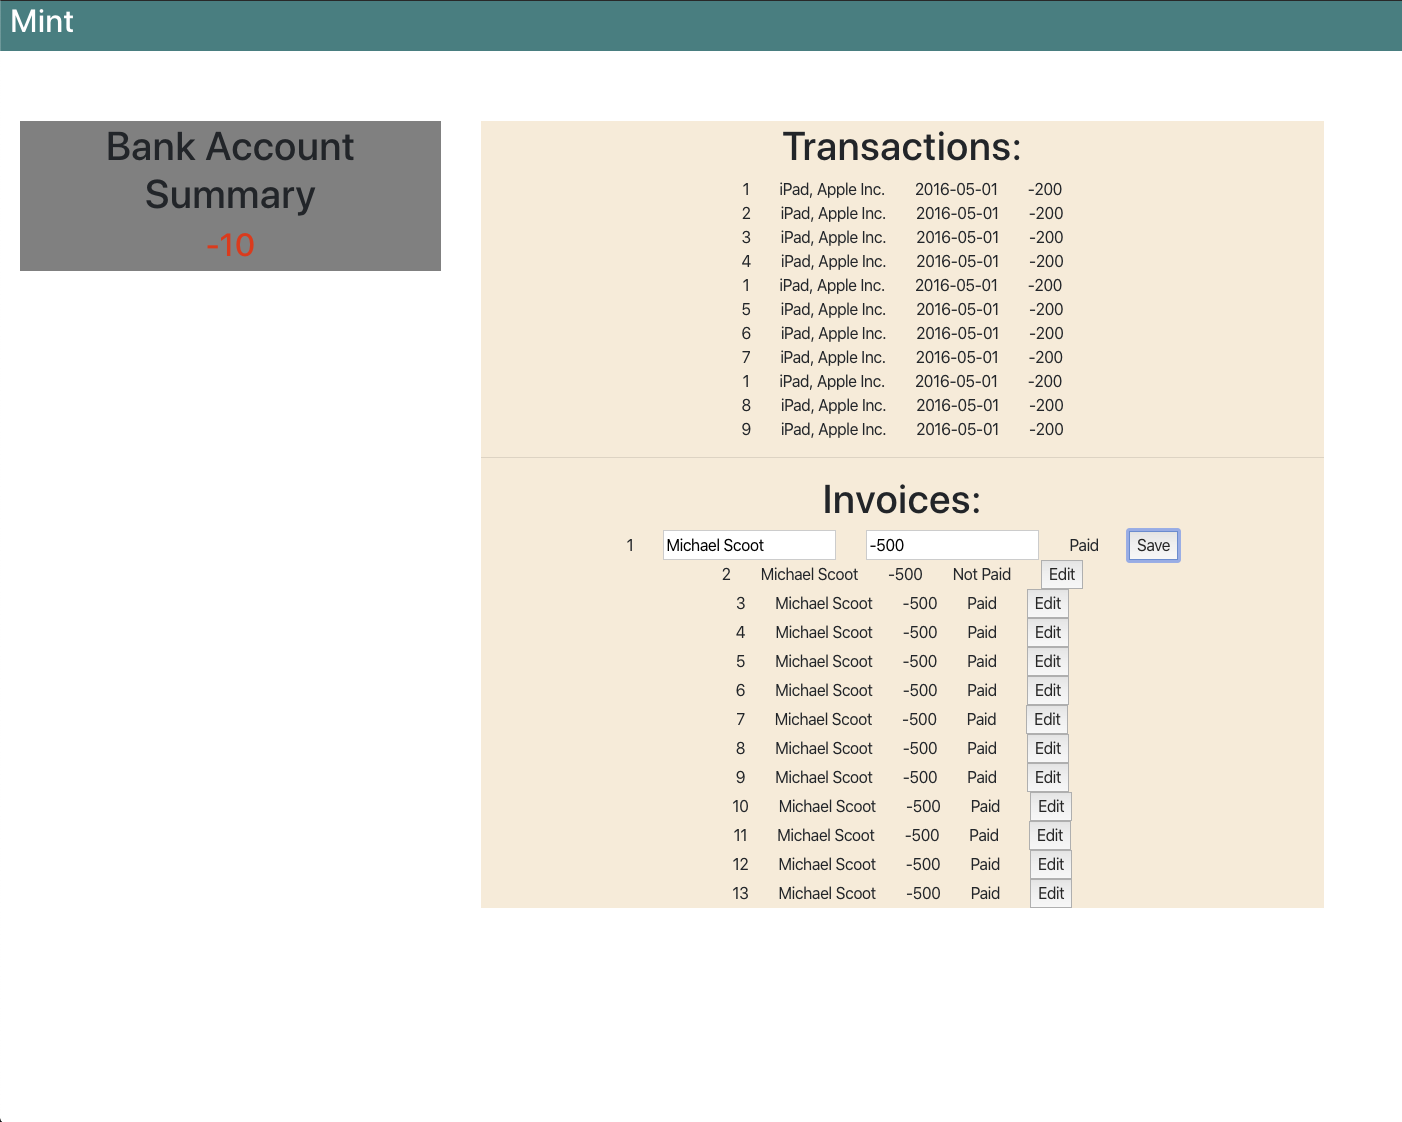 Mint
Bank Account
Summary
-10
Transactions:
1 iPad, Apple Inc. 2016-05-01 -200
2 iPad, Apple Inc. 2016-05-01 -200
3 iPad, Apple Inc. 2016-05-01 -200
4 iPad, Apple Inc. 2016-05-01 -200
1 iPad, Apple Inc. 2016-05-01 -200
5 iPad, Apple Inc. 2016-05-01 -200
6 iPad, Apple Inc. 2016-05-01 -200
7 iPad, Apple Inc. 2016-05-01 -200
1 iPad, Apple Inc. 2016-05-01 -200
8 iPad, Apple Inc. 2016-05-01 -200
9 iPad, Apple Inc. 2016-05-01 -200
Invoices:
1 Michael Scoot -500 Paid Save
2 Michael Scoot -500 Not Paid Edit
3 Michael Scoot -500 Paid Edit
4 Michael Scoot -500 Paid Edit
5 Michael Scoot -500 Paid Edit
6 Michael Scoot -500 Paid Edit
7 Michael Scoot -500 Paid Edit
8 Michael Scoot -500 Paid Edit
9 Michael Scoot -500 Paid Edit
10 Michael Scoot -500 Paid Edit
11 Michael Scoot -500 Paid Edit
12 Michael Scoot -500 Paid Edit
13 Michael Scoot -500 Paid Edit